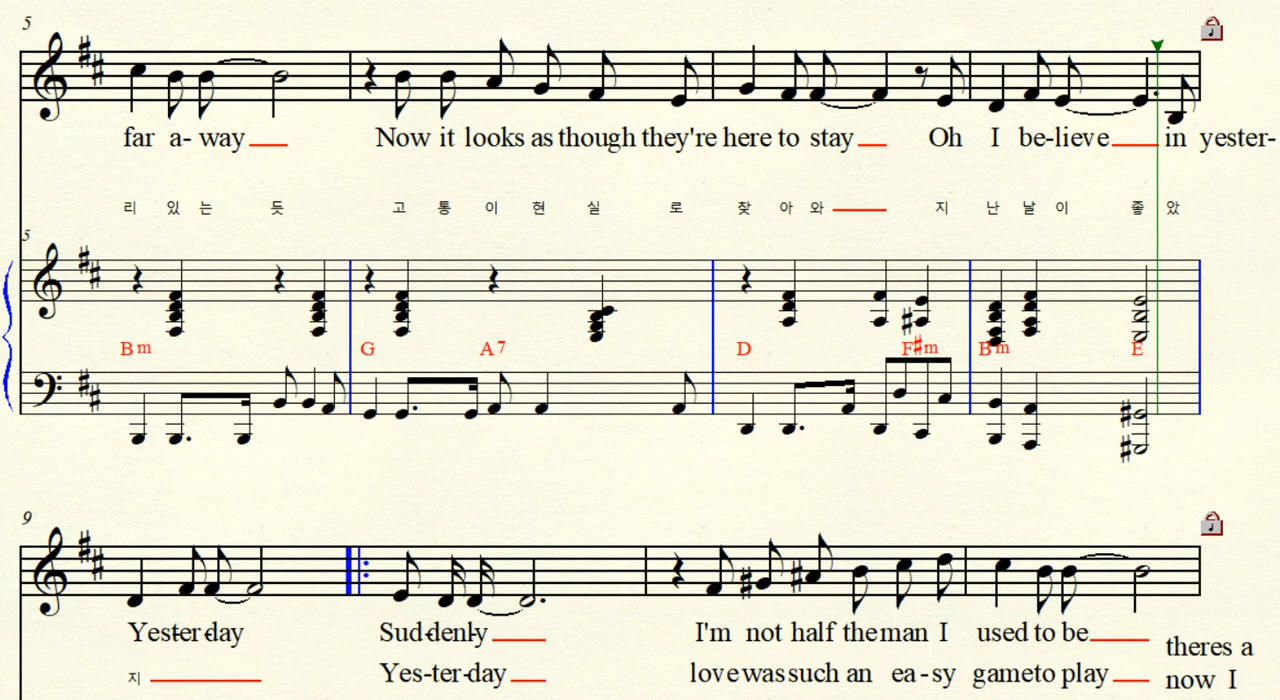 5
far a- way Now it looks as though they're here to stay Oh I be-lieve in yester-
리 있 는 듯 고 통 이 현 실 로 찾 아 와 지 난 날 이 좋 았
5
Bm G A7 D F#m Bm E
9
Yester-day Sud-denly I'm not half the man I used to be theres a
지 Yes-ter-day love was such an ea-sy game to play now I